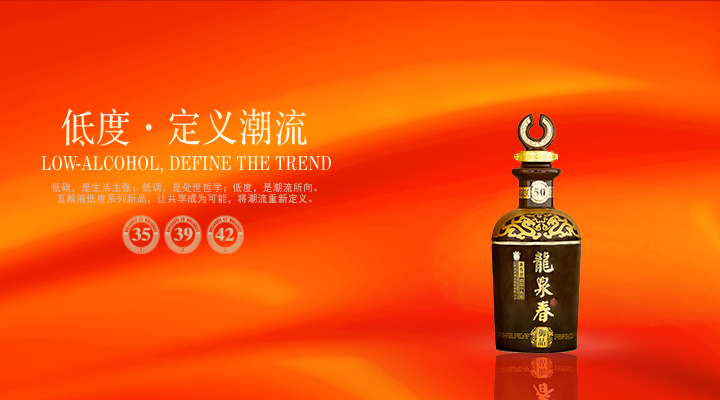 低度·定义潮流
LOW-ALCOHOL, DEFINE THE TREND
低碳，是生活主张；低调，是处世哲学；低度，是潮流所向。
五粮液低度系列新品，让共享成为可能，将潮流重新定义。
35 39 42
50
龍泉春
御品